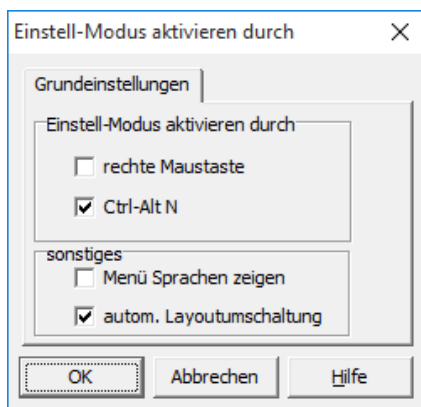 Einstell-Modus aktivieren durch
Grundeinstellungen
Einstell-Modus aktivieren durch
rechte Maustaste
Ctrl-Alt N
sonstiges
Menü Sprachen zeigen
autom. Layoutumschaltung
OK Abbrechen Hilfe